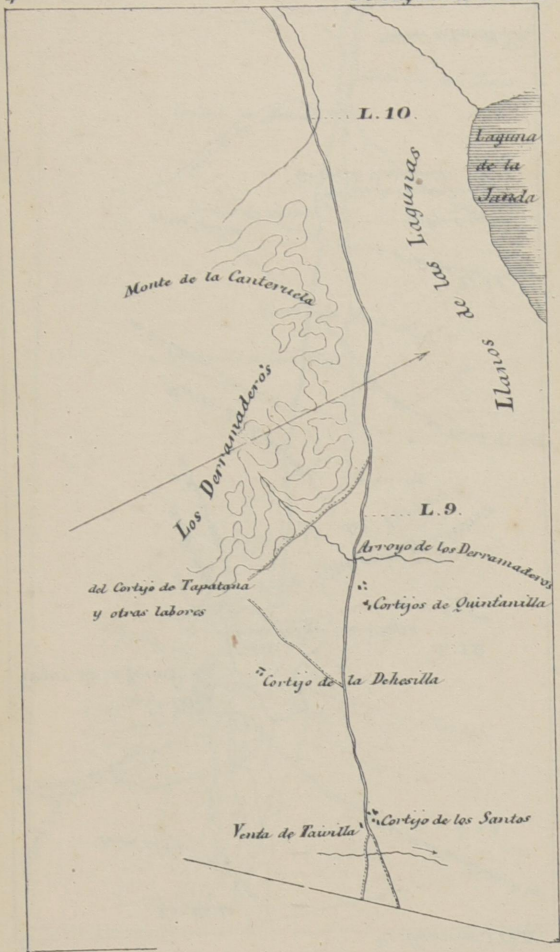 L. 10.
Laguna
de la
Janda
Llanos de las Lagunas
Monte de la Canteruela
Los Derramaderos
L. 9.
Arroyo de los Derramaderos
del Cortijo de Tapatana
y otras labores
Cortijos de Quintanilla
Cortijo de la Dehesilla
Cortijo de los Santos
Venta de Taivilla